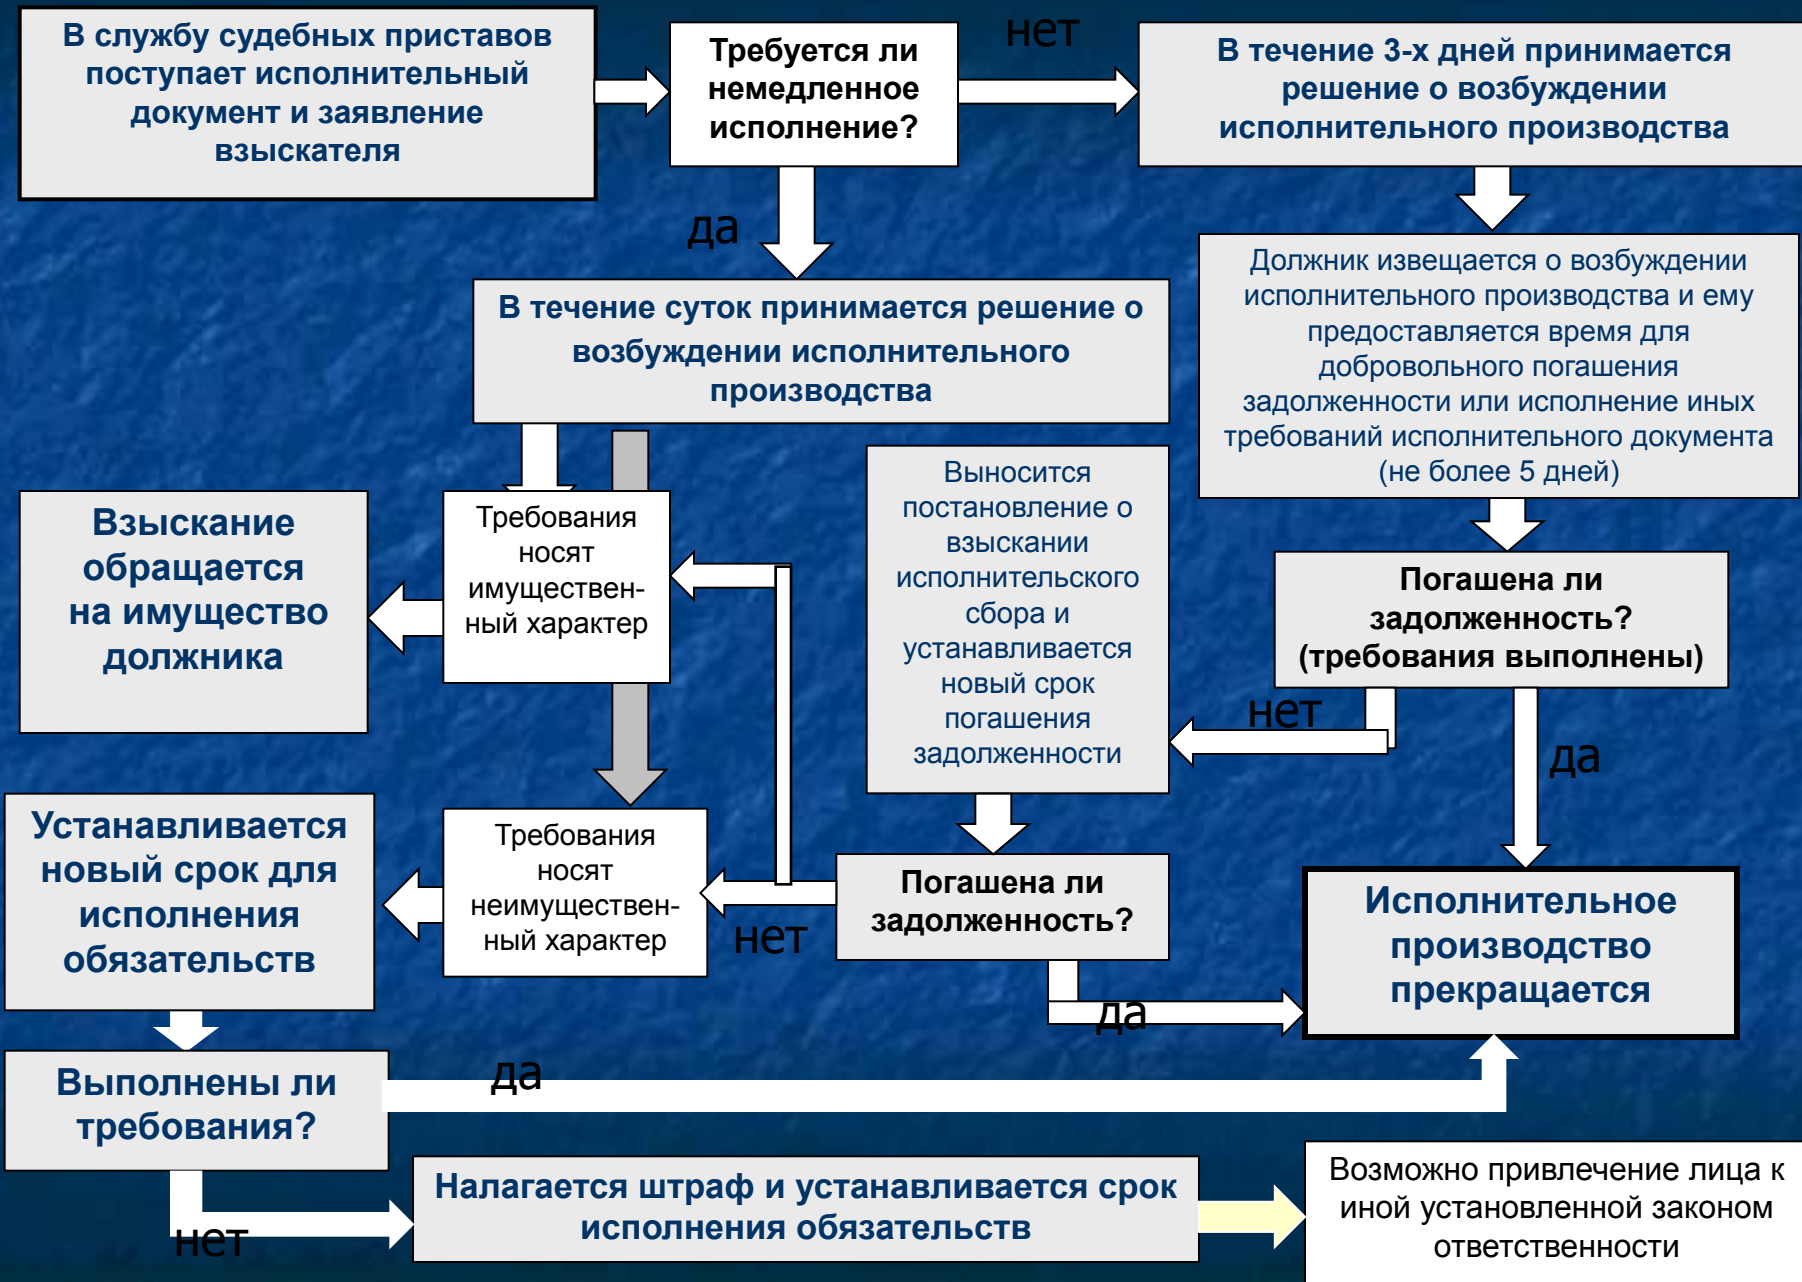 В службу судебных приставов
поступает исполнительный
документ и заявление
взыскателя
Требуется ли
немедленное
исполнение?
нет
В течение 3-х дней принимается
решение о возбуждении
исполнительного производства
да
В течение суток принимается решение о
возбуждении исполнительного
производства
Должник извещается о возбуждении
исполнительного производства и ему
предоставляется время для
добровольного погашения
задолженности или исполнение иных
требований исполнительного документа
(не более 5 дней)
Взыскание
обращается
на имущество
должника
Требования
носят
имуществен-
ный характер
Выносится
постановление о
взыскании
исполнительского
сбора и
устанавливается
новый срок
погашения
задолженности
Погашена ли
задолженность?
(требования выполнены)
нет
да
Устанавливается
новый срок для
исполнения
обязательств
Требования
носят
неимуществен-
ный характер
нет
Погашена ли
задолженность?
да
Исполнительное
производство
прекращается
Выполнены ли
требования?
да
нет
Налагается штраф и устанавливается срок
исполнения обязательств
Возможно привлечение лица к
иной установленной законом
ответственности